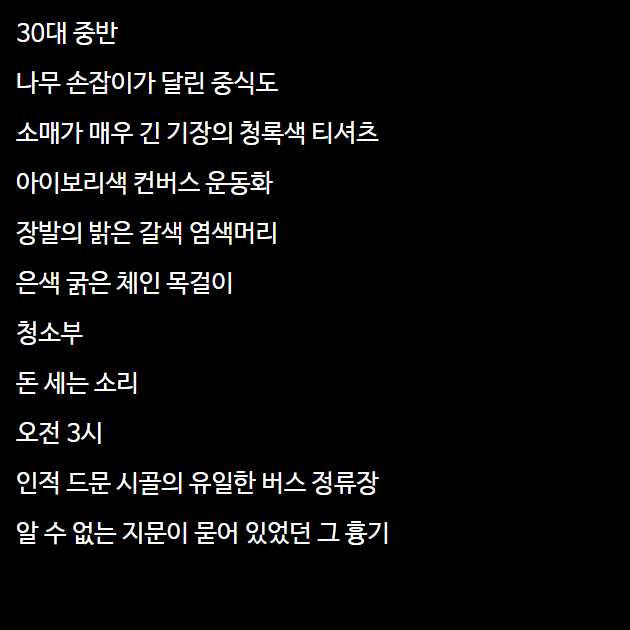 30대 중반
나무 손잡이가 달린 중식도
소매가 매우 긴 기장의 청록색 티셔츠
아이보리색 컨버스 운동화
장발의 밝은 갈색 염색머리
은색 굵은 체인 목걸이
청소부
돈 세는 소리
오전 3시
인적 드문 시골의 유일한 버스 정류장
알 수 없는 지문이 묻어 있었던 그 흉기